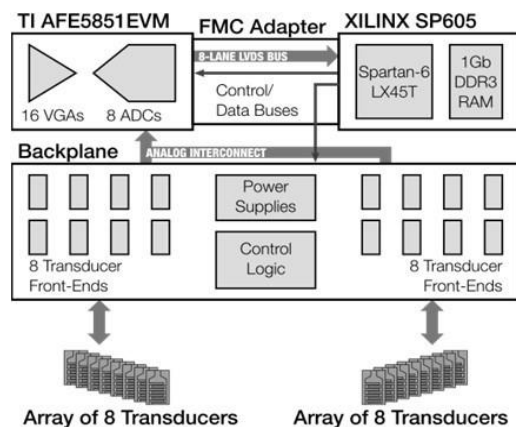 TI AFE5851EVM
FMC Adapter
XILINX SP605
8-LANE LVDS BUS
Control/
Data Buses
16 VGAs
8 ADCs
Spartan-6
LX45T
1Gb
DDR3
RAM
Backplane
ANALOG INTERCONNECT
Power
Supplies
Control
Logic
8 Transducer
Front-Ends
8 Transducer
Front-Ends
Array of 8 Transducers
Array of 8 Transducers